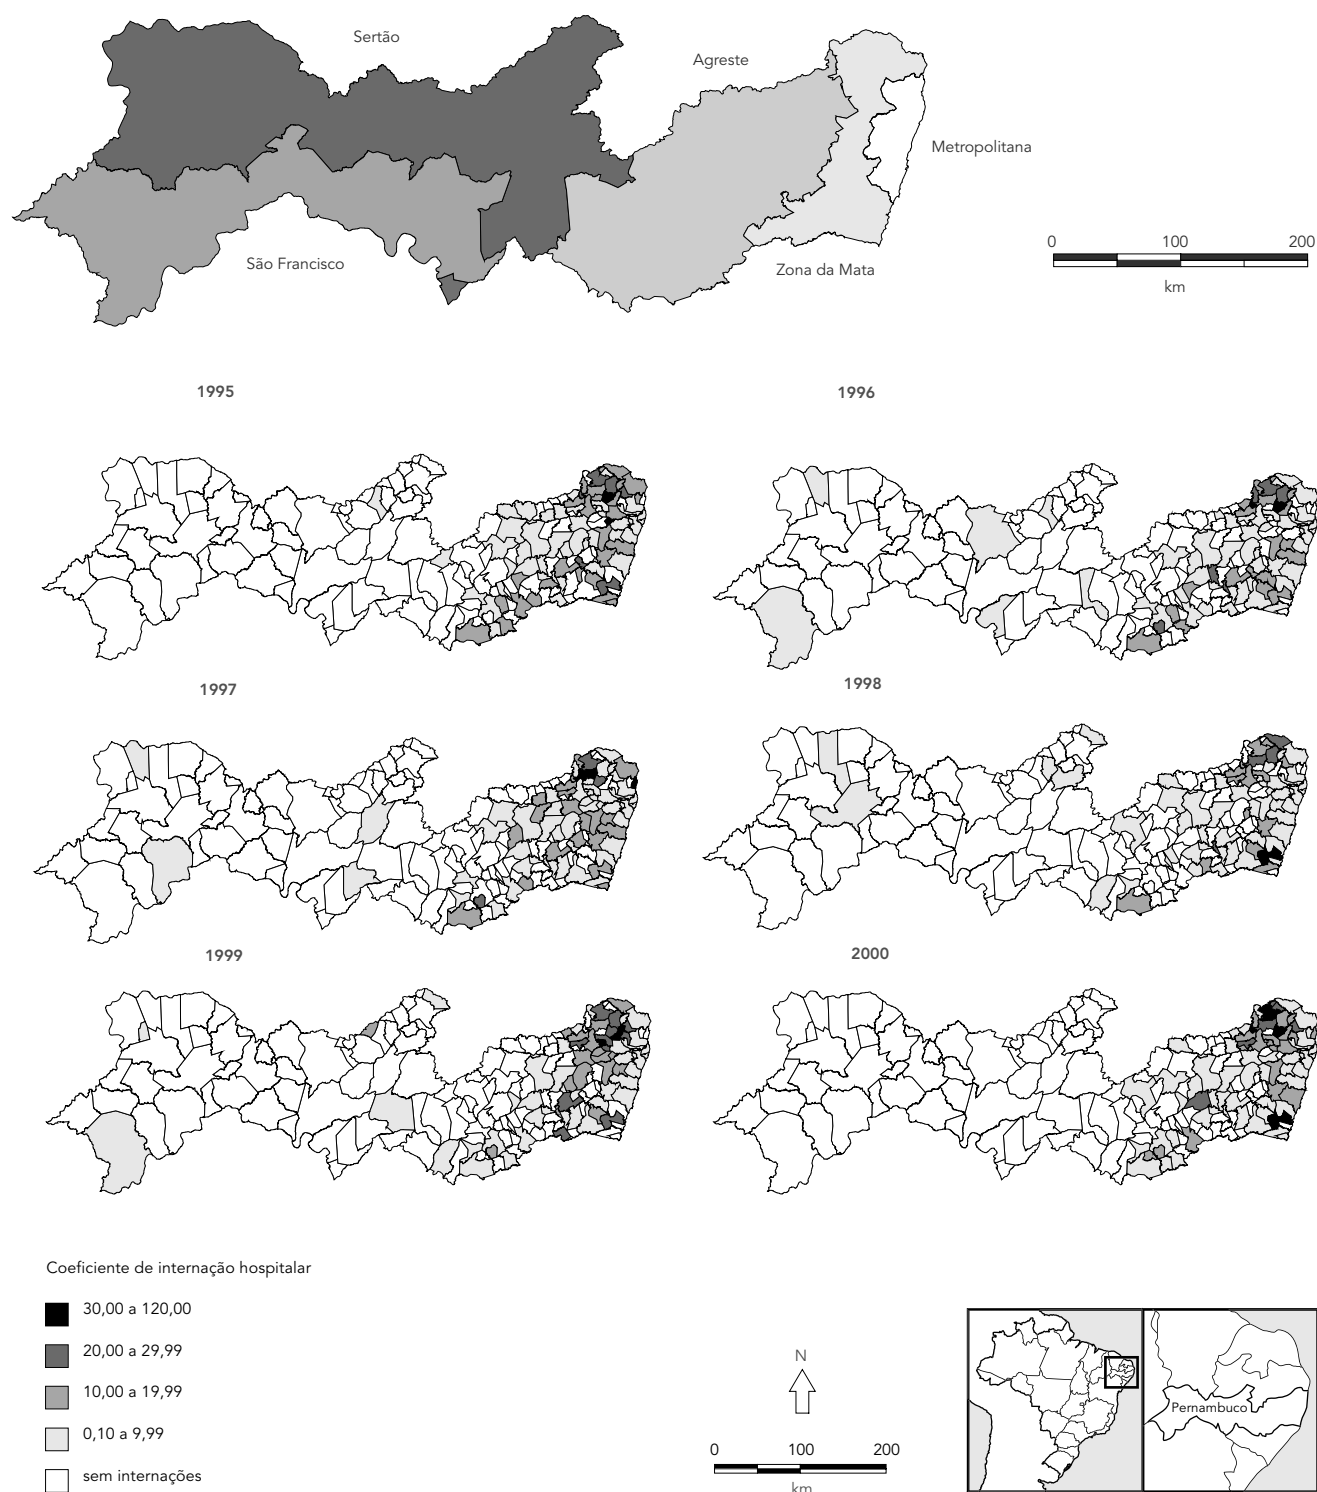 Sertão
Agreste
Metropolitana
São Francisco
Zona da Mata
0 100 200
km
1995
1996
1997
1998
1999
2000
Coeficiente de internação hospitalar
30,00 a 120,00
20,00 a 29,99
10,00 a 19,99
0,10 a 9,99
sem internações
N
0 100 200
km
Pernambuco